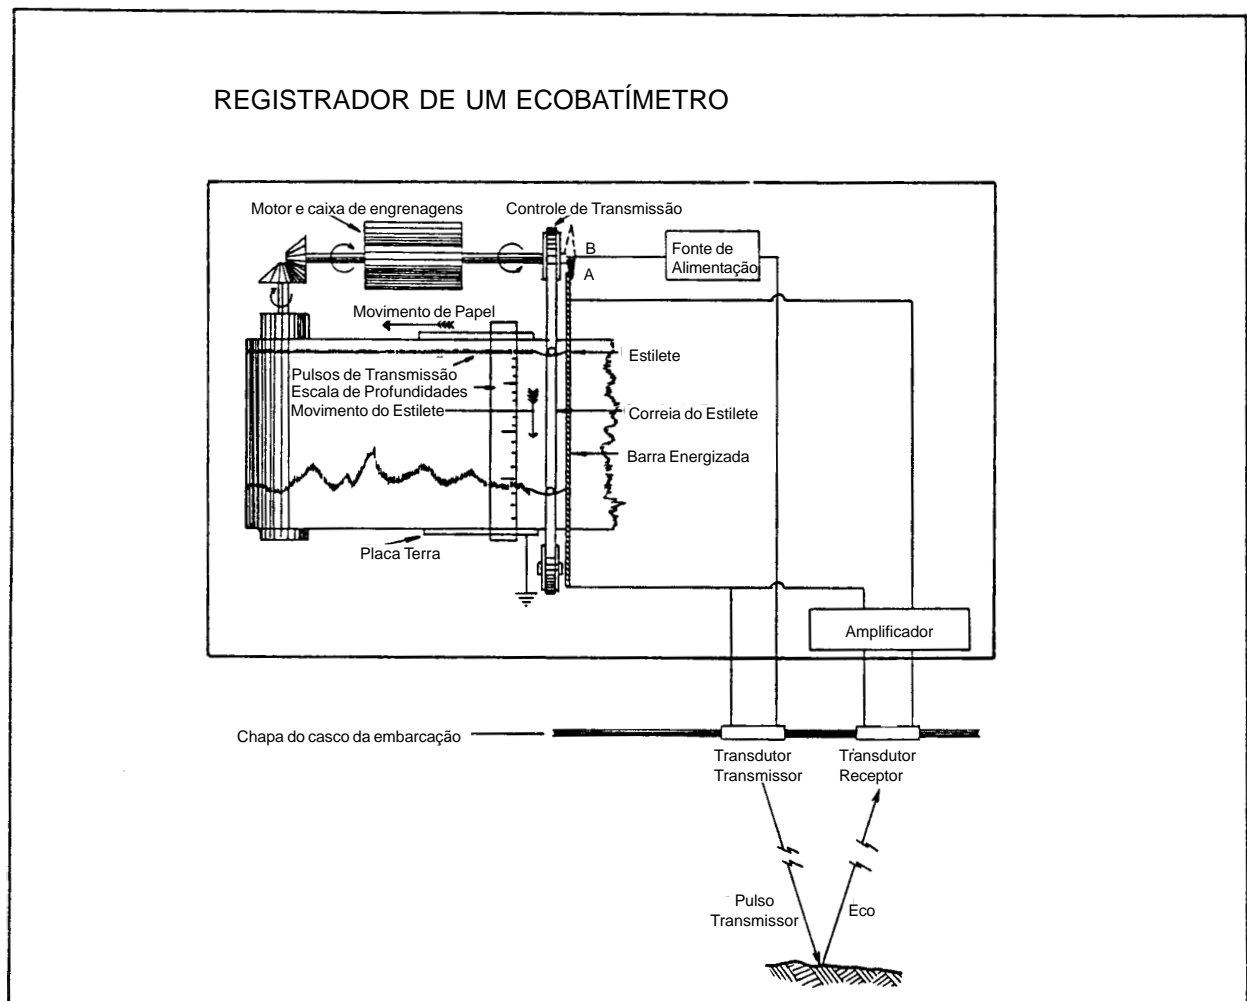 REGISTRADOR DE UM ECOBATÍMETRO
Motor e caixa de engrenagens
Controle de Transmissão
B
A
Fonte de
Alimentação
Movimento de Papel
Estilete
Pulsos de Transmissão
Escala de Profundidades
Movimento do Estilete
Correia do Estilete
Barra Energizada
Placa Terra
Amplificador
Chapa do casco da embarcação
Transdutor
Transmissor
Transdutor
Receptor
Pulso
Transmissor
Eco